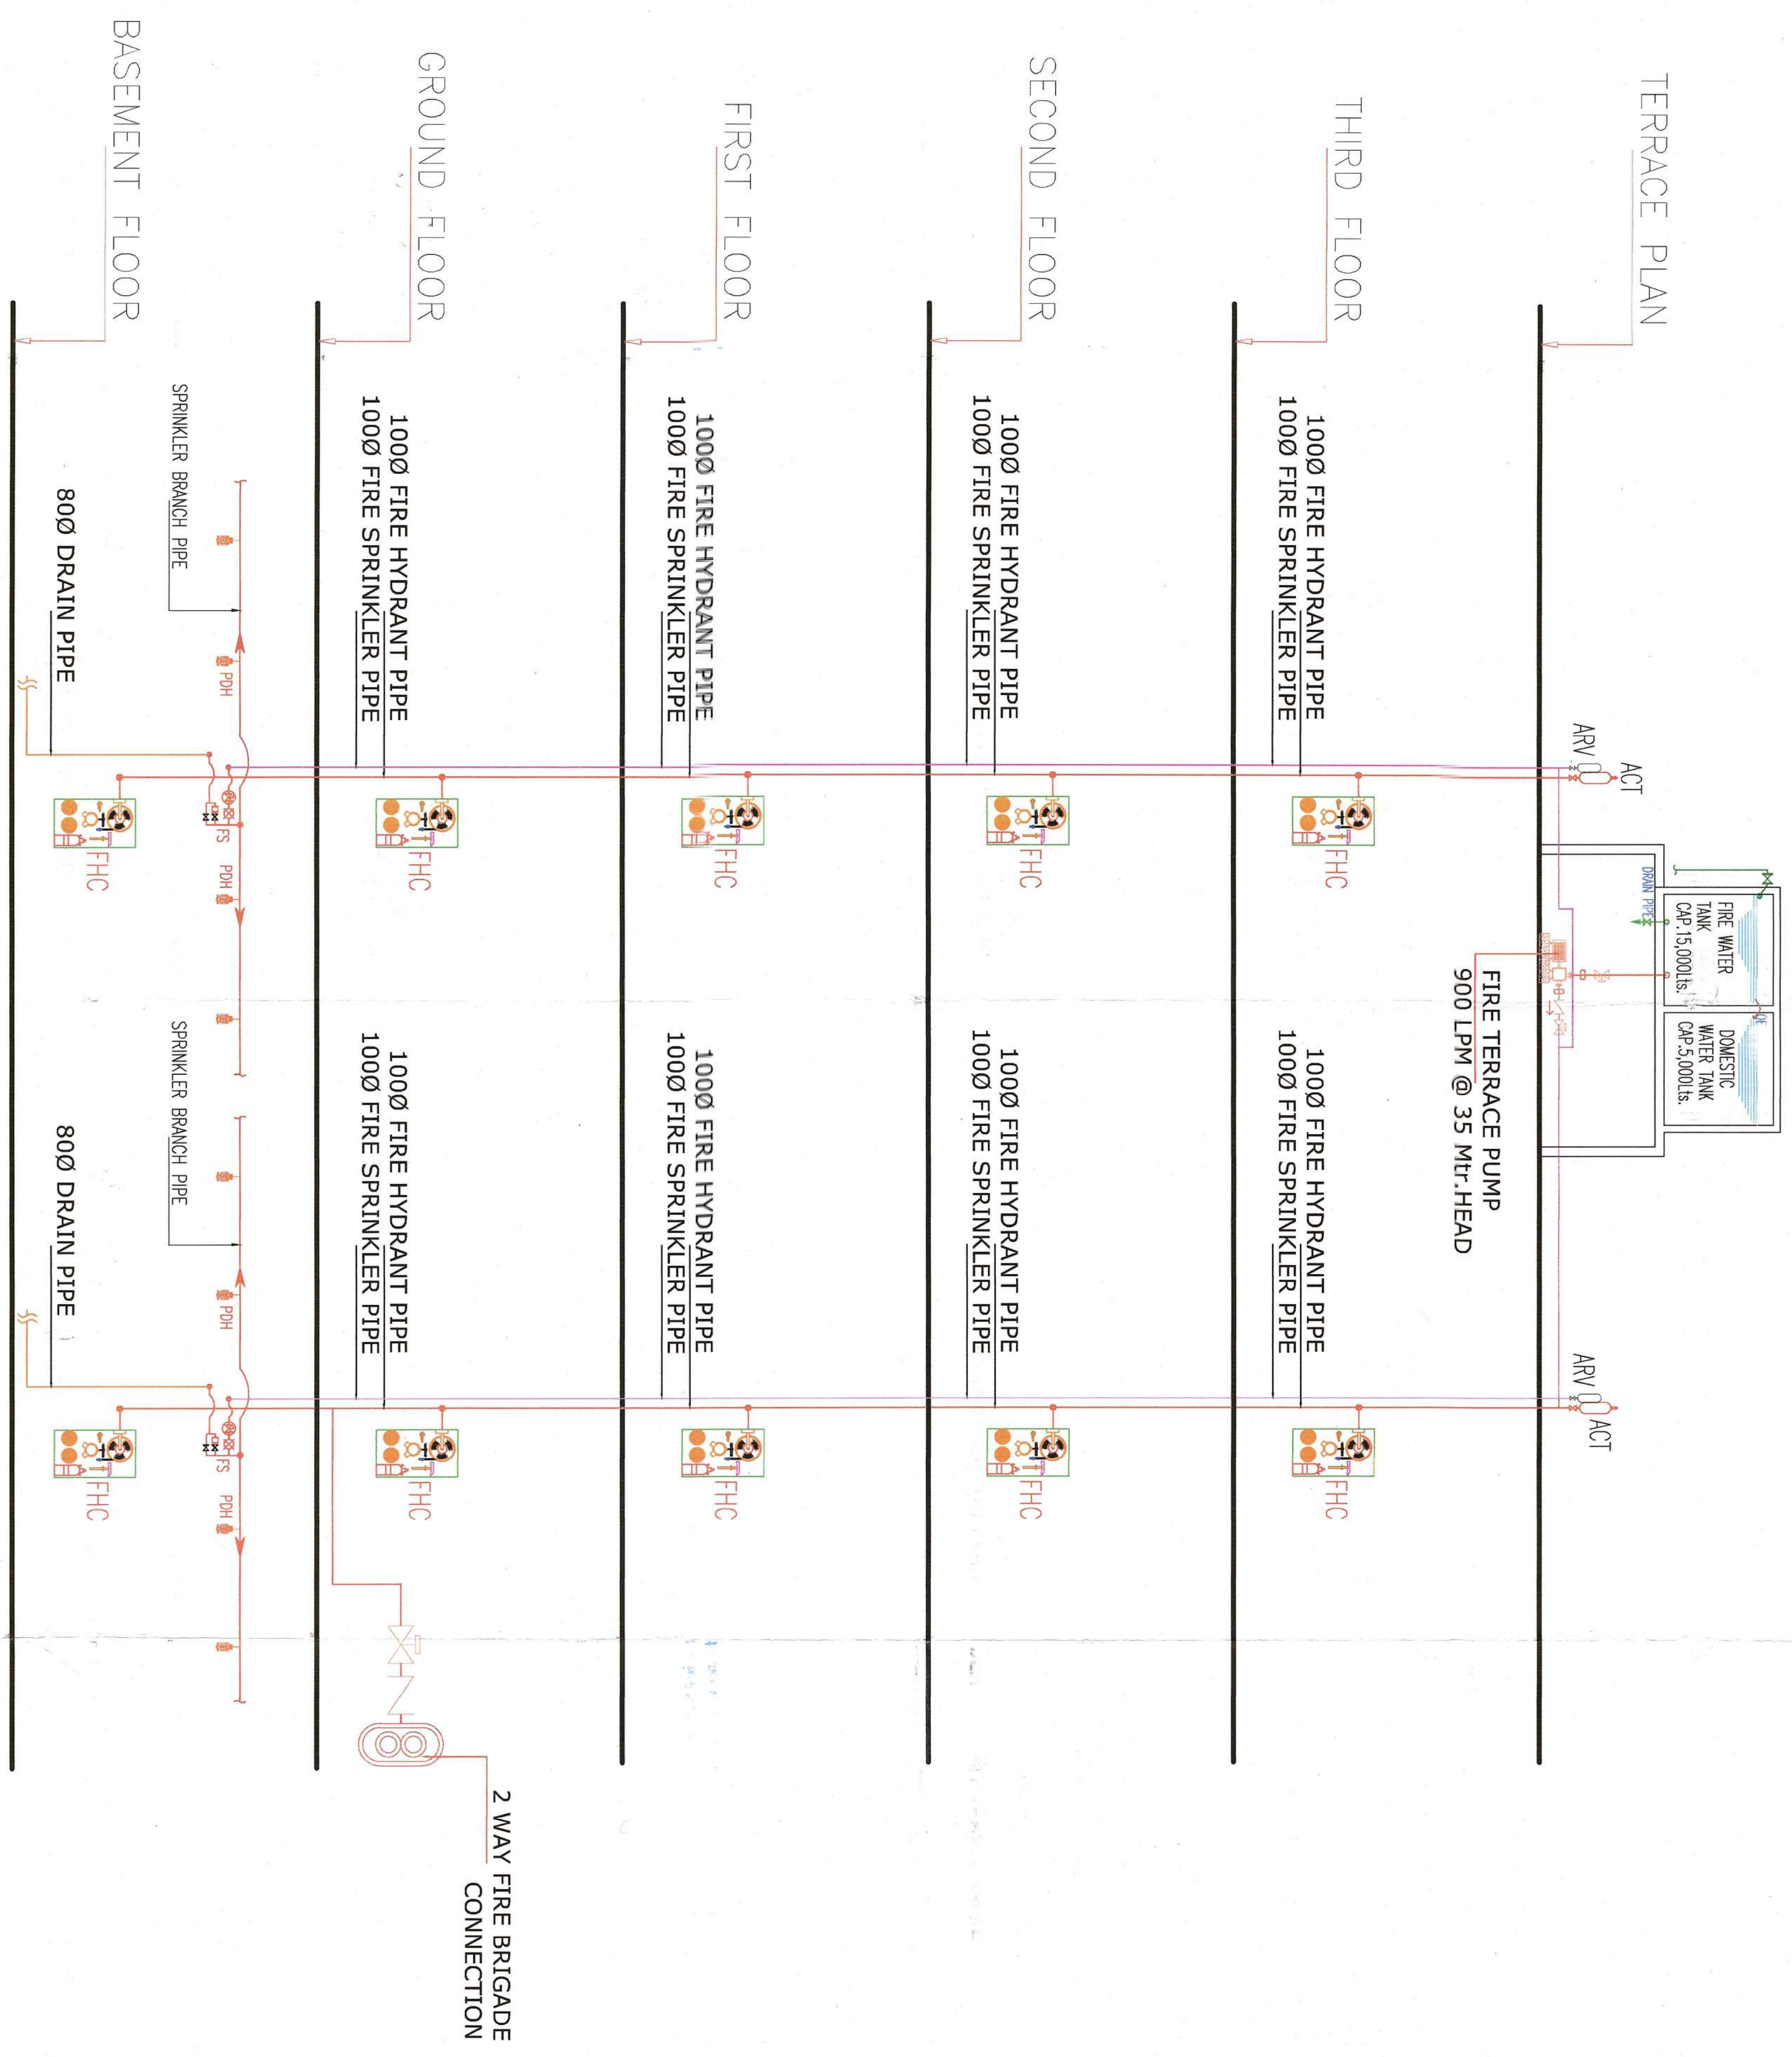 FIRE WATER
TANK
CAP.15,000Lts.
OF
DOMESTIC
WATER TANK
CAP.5,000Lts.
DRAIN PIPE
TERRACE PLAN
ACT
ARV
ACT
ARV
FIRE TERRACE PUMP
900 LPM @ 35 Mtr.HEAD
THIRD FLOOR
100Ø FIRE HYDRANT PIPE
100Ø FIRE SPRINKLER PIPE
FHC
100Ø FIRE HYDRANT PIPE
100Ø FIRE SPRINKLER PIPE
FHC
SECOND FLOOR
100Ø FIRE HYDRANT PIPE
100Ø FIRE SPRINKLER PIPE
FHC
100Ø FIRE HYDRANT PIPE
100Ø FIRE SPRINKLER PIPE
FHC
FIRST FLOOR
100Ø FIRE HYDRANT PIPE
100Ø FIRE SPRINKLER PIPE
FHC
100Ø FIRE HYDRANT PIPE
100Ø FIRE SPRINKLER PIPE
FHC
GROUND FLOOR
100Ø FIRE HYDRANT PIPE
100Ø FIRE SPRINKLER PIPE
FHC
100Ø FIRE HYDRANT PIPE
100Ø FIRE SPRINKLER PIPE
FHC
2 WAY FIRE BRIGADE
CONNECTION
BASEMENT FLOOR
SPRINKLER BRANCH PIPE
PDH
FS
PDH
SPRINKLER BRANCH PIPE
PDH
FS
PDH
80Ø DRAIN PIPE
FHC
80Ø DRAIN PIPE
FHC